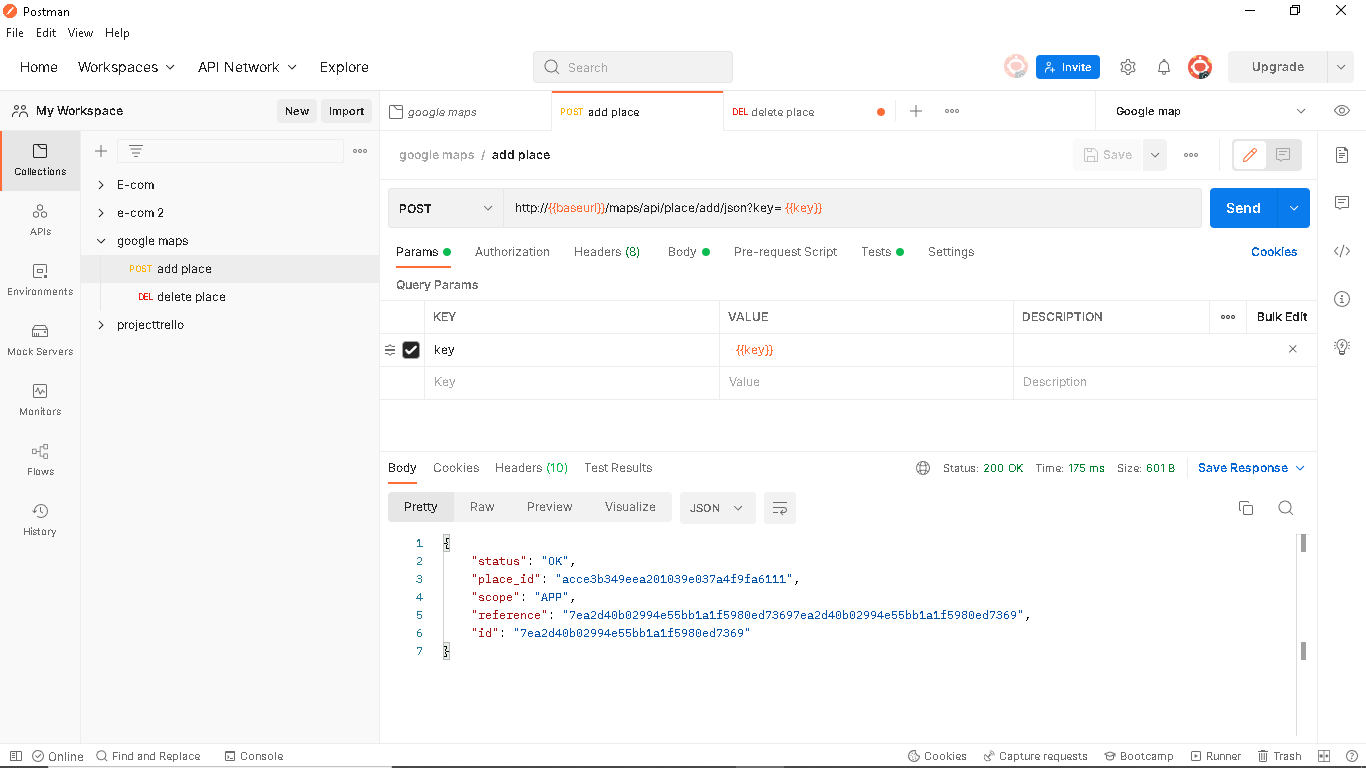 Postman
File Edit View Help
Home Workspaces API Network Explore Search Invite Upgrade
My Workspace New Import
google maps POST add place DEL delete place Google map
Collections
APIs
Environments
Mock Servers
Monitors
Flows
History
E-com
e-com 2
google maps
POST add place
DEL delete place
projecttrello
google maps / add place Save
POST http://{{baseurl}}/maps/api/place/add/json?key= {{key}} Send
Params Authorization Headers (8) Body Pre-request Script Tests Settings Cookies
Query Params
KEY VALUE DESCRIPTION Bulk Edit
key {{key}}
Key Value Description
Body Cookies Headers (10) Test Results Status: 200 OK Time: 175 ms Size: 601 B Save Response
Pretty Raw Preview Visualize JSON
1 {
2 "status": "OK",
3 "place_id": "acce3b349eea201039e037a4f9fa6111",
4 "scope": "APP",
5 "reference": "7ea2d40b02994e55bb1a1f5980ed73697ea2d40b02994e55bb1a1f5980ed7369",
6 "id": "7ea2d40b02994e55bb1a1f5980ed7369"
7 }
Online Find and Replace Console Cookies Capture requests Bootcamp Runner Trash